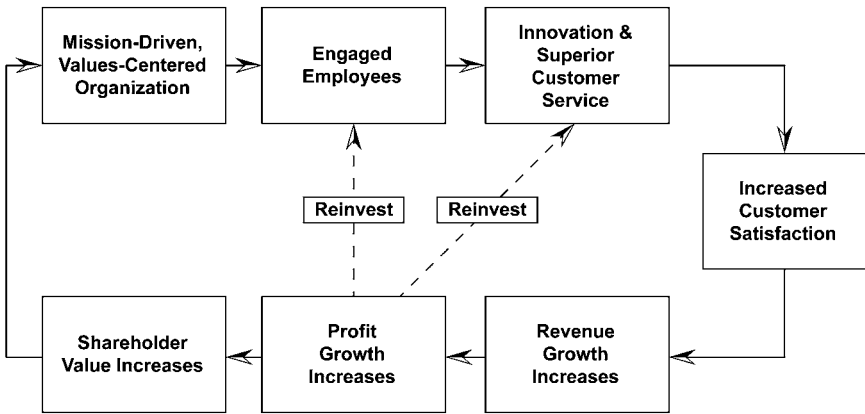 Mission-Driven,
Values-Centered
Organization
Engaged
Employees
Innovation &
Superior
Customer
Service
Increased
Customer
Satisfaction
Reinvest
Reinvest
Shareholder
Value Increases
Profit
Growth
Increases
Revenue
Growth
Increases